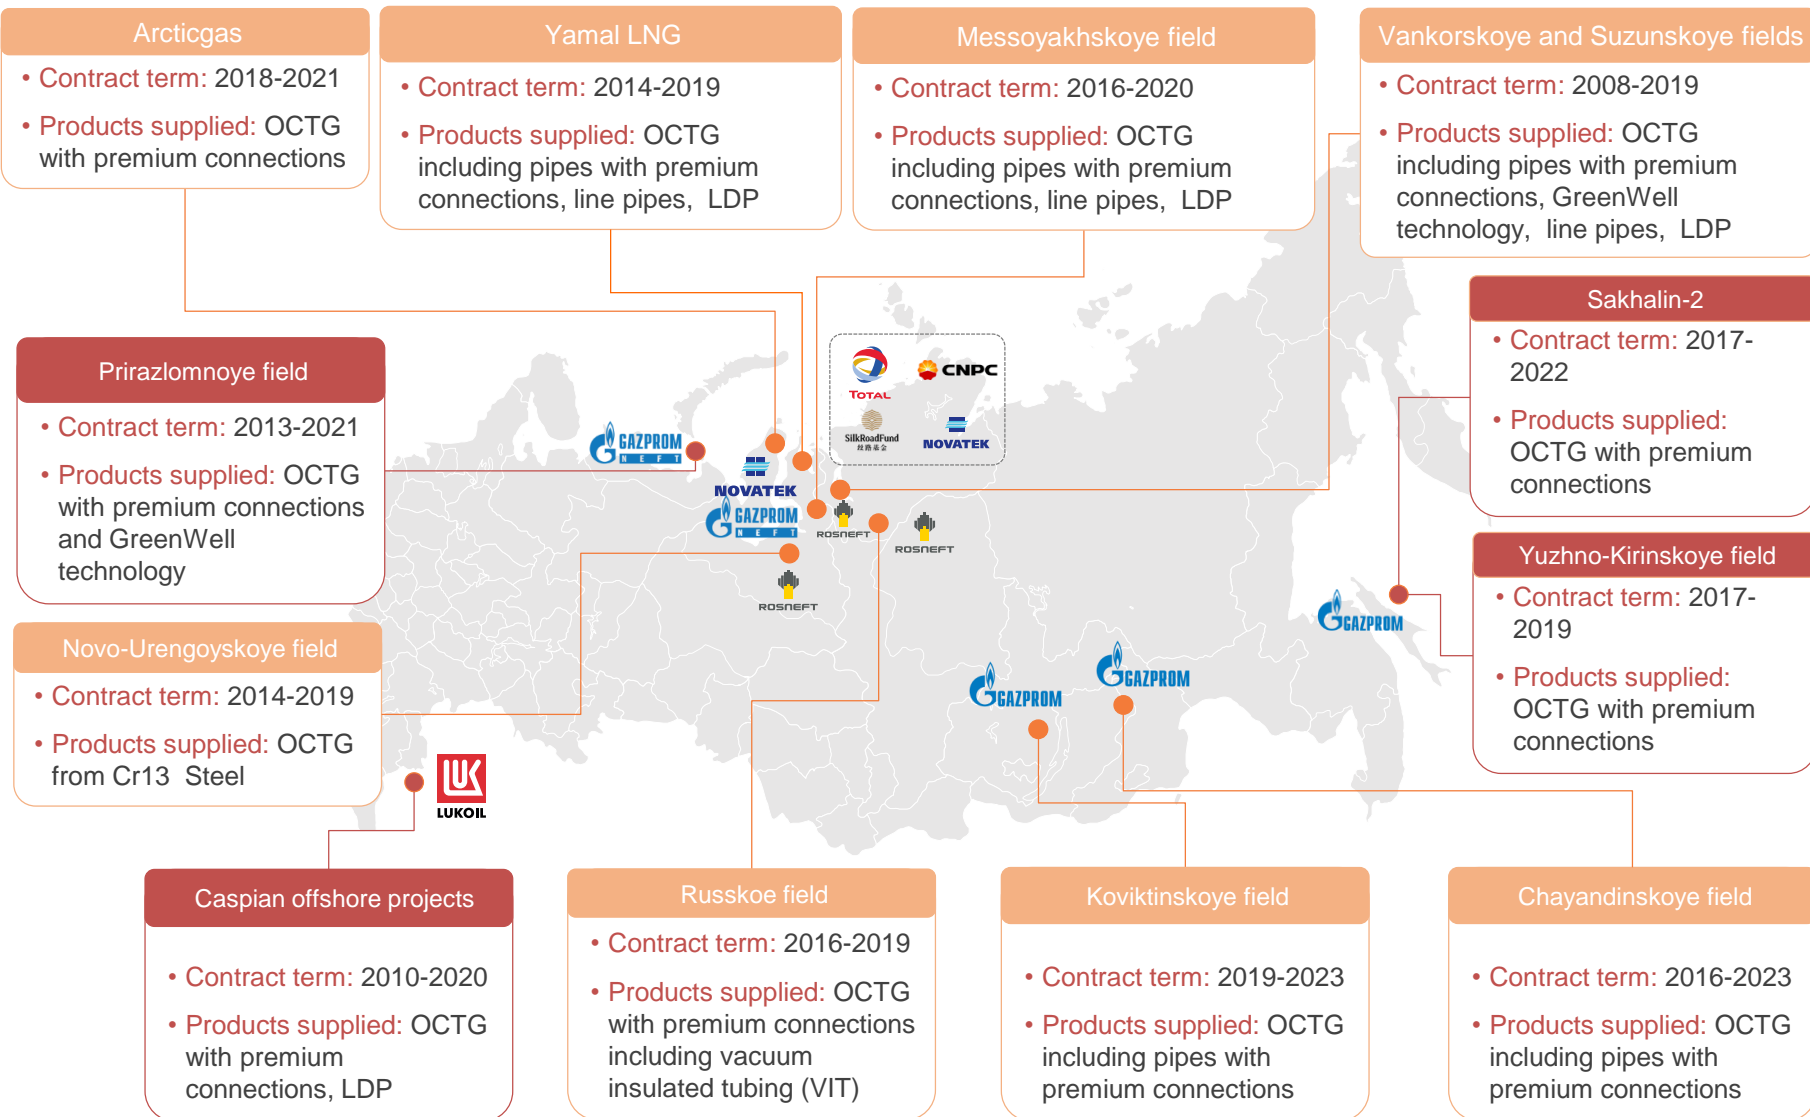 Arcticgas
• Contract term: 2018-2021
• Products supplied: OCTG
with premium connections
Yamal LNG
• Contract term: 2014-2019
• Products supplied: OCTG
including pipes with premium
connections, line pipes, LDP
Messoyakhskoye field
• Contract term: 2016-2020
• Products supplied: OCTG
including pipes with premium
connections, line pipes, LDP
Vankorskoye and Suzunskoye fields
• Contract term: 2008-2019
• Products supplied: OCTG
including pipes with premium
connections, GreenWell
technology, line pipes, LDP
Prirazlomnoye field
• Contract term: 2013-2021
• Products supplied: OCTG
with premium connections
and GreenWell
technology
Sakhalin-2
• Contract term: 2017-
2022
• Products supplied:
OCTG with premium
connections
TOTAL
CNPC
SilkRoadFund
丝路基金
NOVATEK
GAZPROM
NEFT
NOVATEK
GAZPROM
NEFT
ROSNEFT
ROSNEFT
ROSNEFT
Yuzhno-Kirinskoye field
• Contract term: 2017-
2019
• Products supplied:
OCTG with premium
connections
GAZPROM
GAZPROM
GAZPROM
Novo-Urengoyskoye field
• Contract term: 2014-2019
• Products supplied: OCTG
from Cr13 Steel
LUK
LUKOIL
Caspian offshore projects
• Contract term: 2010-2020
• Products supplied: OCTG
with premium
connections, LDP
Russkoe field
• Contract term: 2016-2019
• Products supplied: OCTG
with premium connections
including vacuum
insulated tubing (VIT)
Koviktinskoye field
• Contract term: 2019-2023
• Products supplied: OCTG
including pipes with
premium connections
Chayandinskoye field
• Contract term: 2016-2023
• Products supplied: OCTG
including pipes with
premium connections